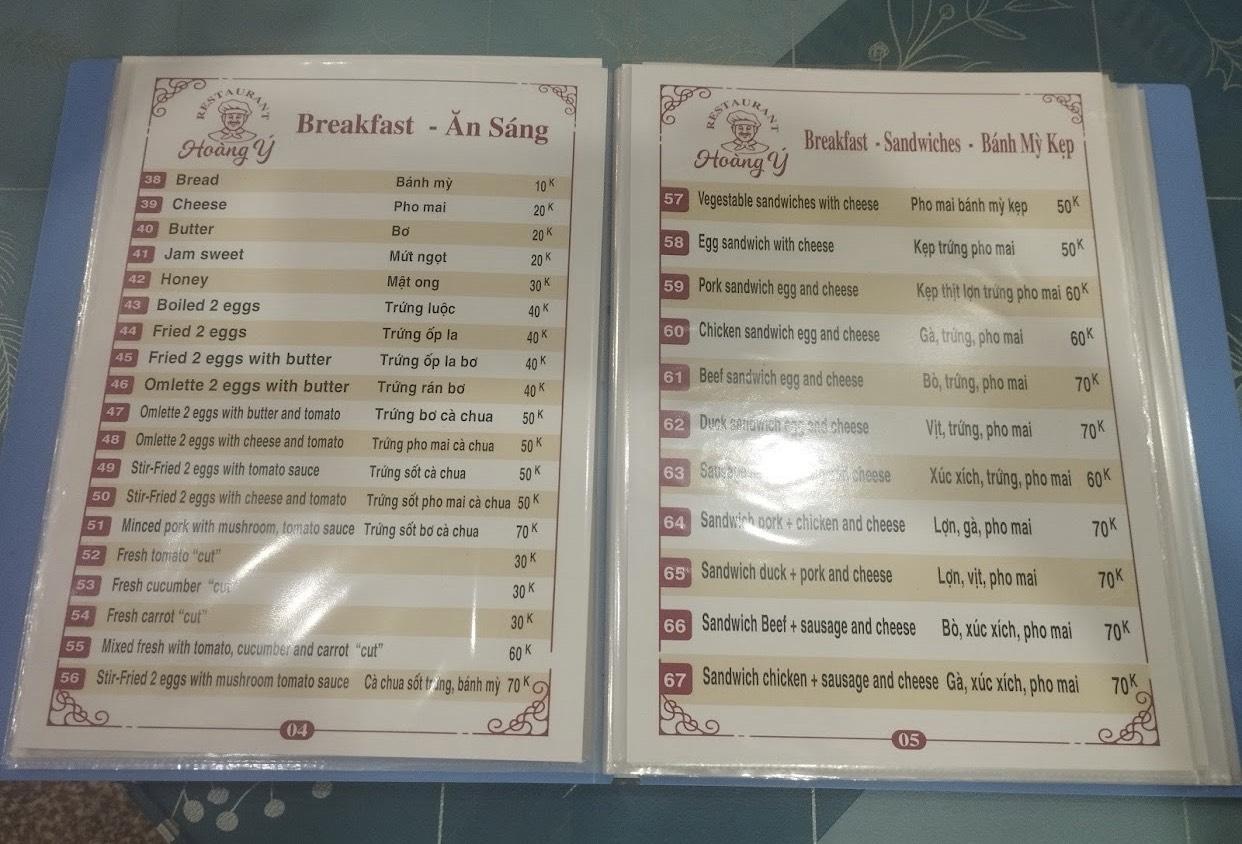 RESTAURANT
Hoàng Ý
Breakfast - Ăn Sáng
38 Bread Bánh mỳ 10K
39 Cheese Pho mai 20K
40 Butter Bơ 20K
41 Jam sweet Mứt ngọt 20K
42 Honey Mật ong 30K
43 Boiled 2 eggs Trứng luộc 40K
44 Fried 2 eggs Trứng ốp la 40K
45 Fried 2 eggs with butter Trứng ốp la bơ 40K
46 Omlette 2 eggs with butter Trứng rán bơ 40K
47 Omlette 2 eggs with butter and tomato Trứng bơ cà chua 50K
48 Omlette 2 eggs with cheese and tomato Trứng pho mai cà chua 50K
49 Stir-Fried 2 eggs with tomato sauce Trứng sốt cà chua 50K
50 Stir-Fried 2 eggs with cheese and tomato Trứng sốt pho mai cà chua 50K
51 Minced pork with mushroom, tomato sauce Trứng sốt bơ cà chua 70K
52 Fresh tomato “cut” 30K
53 Fresh cucumber “cut” 30K
54 Fresh carrot “cut” 30K
55 Mixed fresh with tomato, cucumber and carrot “cut” 60K
56 Stir-Fried 2 eggs with mushroom tomato sauce Cà chua sốt trứng, bánh mỳ 70K
04
RESTAURANT
Hoàng Ý
Breakfast - Sandwiches - Bánh Mỳ Kẹp
57 Vegestable sandwiches with cheese Pho mai bánh mỳ kẹp 50K
58 Egg sandwich with cheese Kẹp trứng pho mai 50K
59 Pork sandwich egg and cheese Kẹp thịt lợn trứng pho mai 60K
60 Chicken sandwich egg and cheese Gà, trứng, pho mai 60K
61 Beef sandwich egg and cheese Bò, trứng, pho mai 70K
62 Duck sandwich egg and cheese Vịt, trứng, pho mai 70K
63 Sausage cheese Xúc xích, trứng, pho mai 60K
64 Sandwich pork + chicken and cheese Lợn, gà, pho mai 70K
65 Sandwich duck + pork and cheese Lợn, vịt, pho mai 70K
66 Sandwich Beef + sausage and cheese Bò, xúc xích, pho mai 70K
67 Sandwich chicken + sausage and cheese Gà, xúc xích, pho mai 70K
05